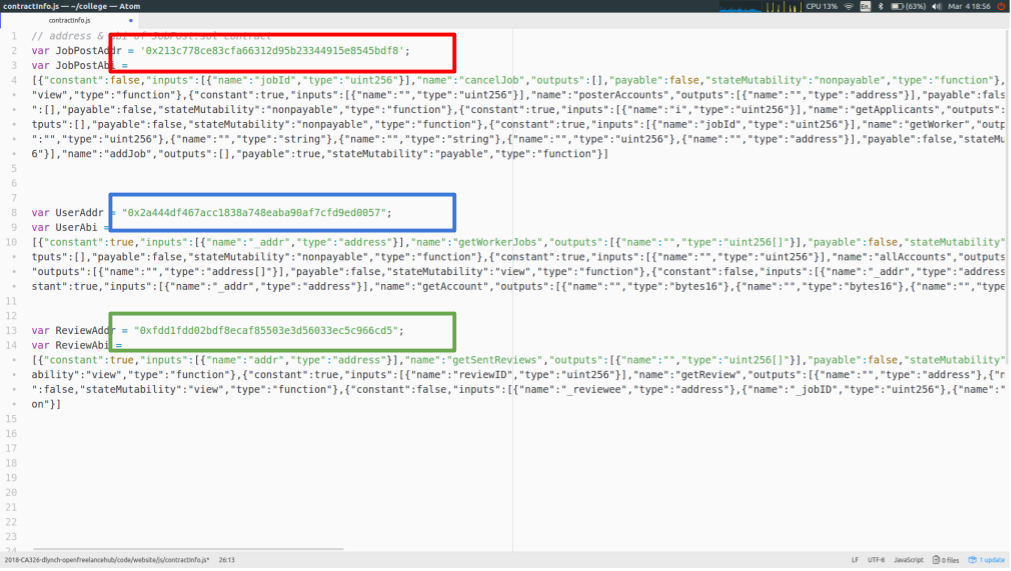 contractInfo.js — ~/college — Atom
CPU 13% En (63%) Mar 4 18:56
contractInfo.js
1 // address & abi of JobPost.sol contract
2 var JobPostAddr = '0x213c778ce83cfa66312d95b23344915e8545bdf8';
3 var JobPostAbi =
4 [{"constant":false,"inputs":[{"name":"jobId","type":"uint256"}],"name":"cancelJob","outputs":[],"payable":false,"stateMutability":"nonpayable","type":"function"},
"view","type":"function"},{"constant":true,"inputs":[{"name":"","type":"uint256"}],"name":"posterAccounts","outputs":[{"name":"","type":"address"}],"payable":fals
":[],"payable":false,"stateMutability":"nonpayable","type":"function"},{"constant":true,"inputs":[{"name":"i","type":"uint256"}],"name":"getApplicants","outputs":
tputs":[],"payable":false,"stateMutability":"nonpayable","type":"function"},{"constant":true,"inputs":[{"name":"jobId","type":"uint256"}],"name":"getWorker","outp
":"","type":"uint256"},{"name":"","type":"string"},{"name":"","type":"string"},{"name":"","type":"uint256"},{"name":"","type":"address"}],"payable":false,"stateMu
6"}],"name":"addJob","outputs":[],"payable":true,"stateMutability":"payable","type":"function"}]
5
6
7
8 var UserAddr = "0x2a444df467acc1838a748eaba90af7cfd9ed0057";
9 var UserAbi =
10 [{"constant":true,"inputs":[{"name":"_addr","type":"address"}],"name":"getWorkerJobs","outputs":[{"name":"","type":"uint256[]"}],"payable":false,"stateMutability"
tputs":[],"payable":false,"stateMutability":"nonpayable","type":"function"},{"constant":true,"inputs":[{"name":"","type":"uint256"}],"name":"allAccounts","outputs
"outputs":[{"name":"","type":"address[]"}],"payable":false,"stateMutability":"view","type":"function"},{"constant":false,"inputs":[{"name":"_addr","type":"address
stant":true,"inputs":[{"name":"_addr","type":"address"}],"name":"getAccount","outputs":[{"name":"","type":"bytes16"},{"name":"","type":"bytes16"},{"name":"","type
11
12
13 var ReviewAddr = "0xfdd1fdd02bdf8ecaf85503e3d56033ec5c966cd5";
14 var ReviewAbi =
[{"constant":true,"inputs":[{"name":"addr","type":"address"}],"name":"getSentReviews","outputs":[{"name":"","type":"uint256[]"}],"payable":false,"stateMutability"
ability":"view","type":"function"},{"constant":true,"inputs":[{"name":"reviewID","type":"uint256"}],"name":"getReview","outputs":[{"name":"","type":"address"},{"n
":false,"stateMutability":"view","type":"function"},{"constant":false,"inputs":[{"name":"_reviewee","type":"address"},{"name":"_jobID","type":"uint256"},{"name":"
on"}]
15
16
17
18
19
20
21
22
23
24
2018-CA326-dlynch-openfreelancehub/code/website/js/contractInfo.js* 26:13 LF UTF-8 JavaScript 0 files 1 update